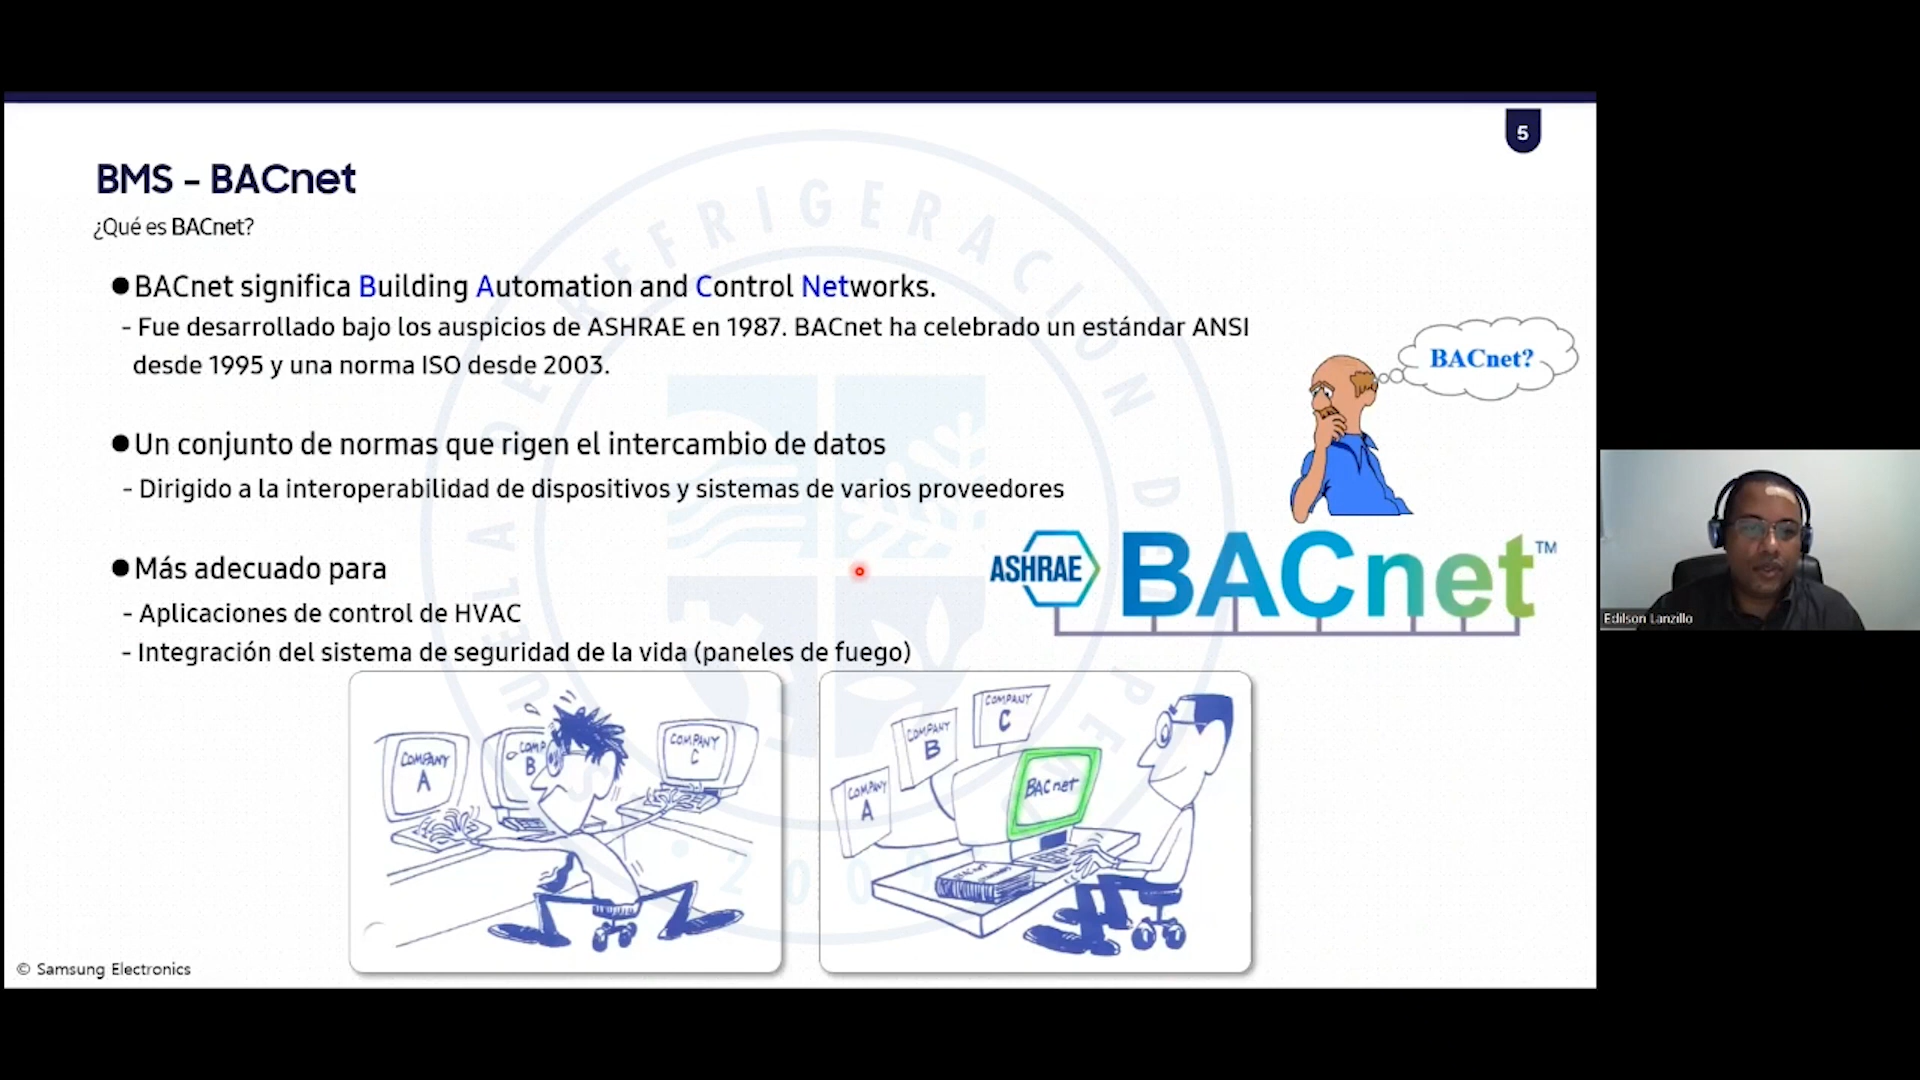 5
BMS - BACnet
¿Qué es BACnet?
●BACnet significa Building Automation and Control Networks.
- Fue desarrollado bajo los auspicios de ASHRAE en 1987. BACnet ha celebrado un estándar ANSI
desde 1995 y una norma ISO desde 2003.
BACnet?
●Un conjunto de normas que rigen el intercambio de datos
- Dirigido a la interoperabilidad de dispositivos y sistemas de varios proveedores
ASHRAE BACnet™
●Más adecuado para
- Aplicaciones de control de HVAC
- Integración del sistema de seguridad de la vida (paneles de fuego)
COMPANY
A
COMP
B
COMPANY
C
COMPANY
A
COMPANY
B
COMPANY
C
BACnet
© Samsung Electronics
Edilson Lanzillo